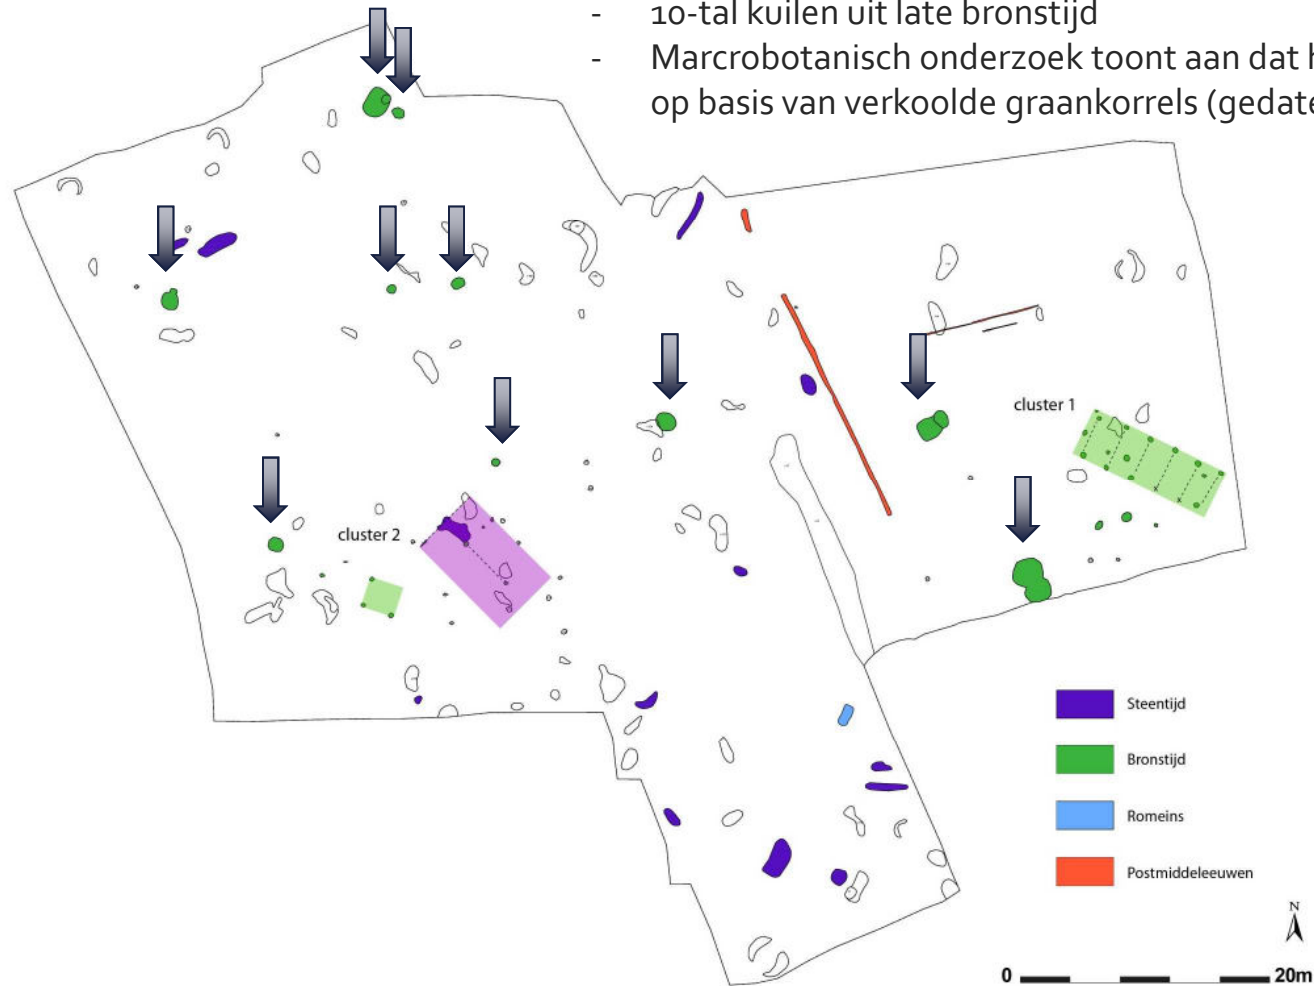 - 10-tal kuilen uit late bronstijd
- Marcrobotanisch onderzoek toont aan dat
op basis van verkoolde graankorrels
cluster 1
cluster 2
Steentijd
Bronstijd
Romeins
Postmiddeleeuwen
N
0 20m